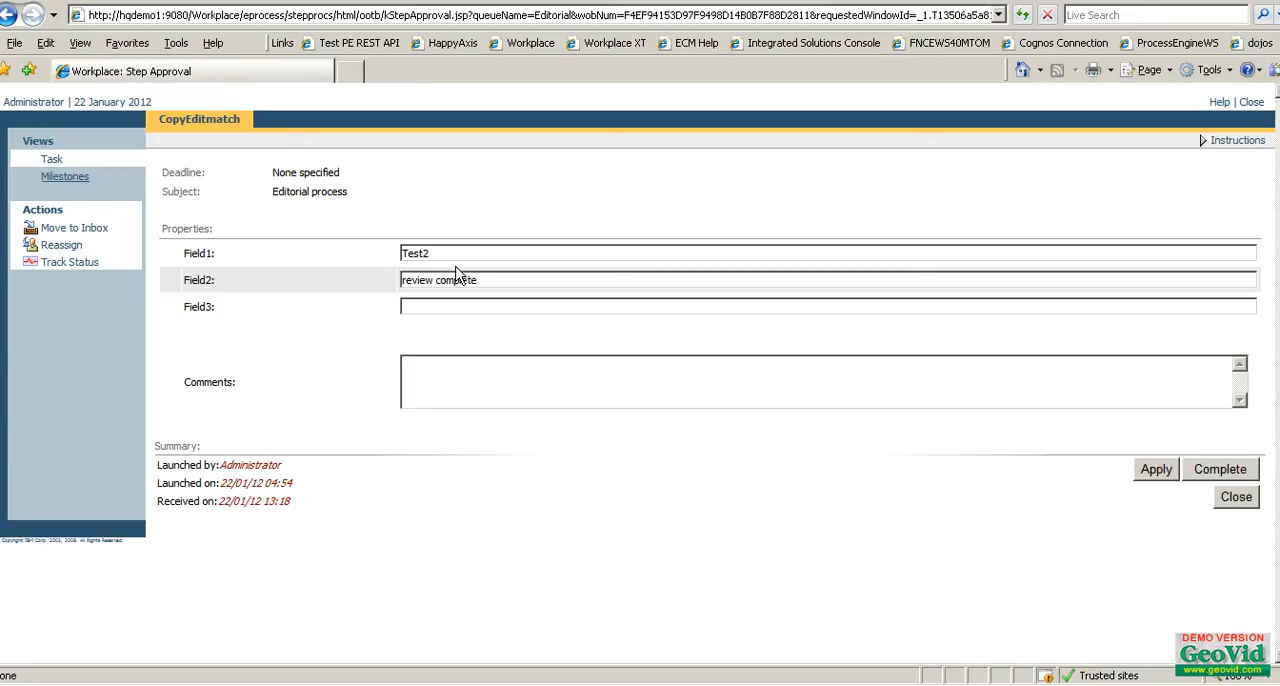 http://hqdemo1:9080/Workplace/eprocess/steprocs/html/ootb/kStepApproval.jsp?queueName=Editorial&wobNum=F4EF94153D97F5498D14B0B7F88D2811&requestedWindowId=_1.T13506a5a8 Live Search
File Edit View Favorites Tools Help Links Test PE REST API HappyAxis Workplace Workplace XT ECM Help Integrated Solutions Console FNCEWS40MTOM Cognos Connection ProcessEngineWS dojos
Workplace: Step Approval Page Tools
Administrator | 22 January 2012 Help | Close
CopyEditmatch
Views Instructions
Task
Milestones
Actions
Move to Inbox
Reassign
Track Status
Deadline: None specified
Subject: Editorial process
Properties:
Field1: Test2
Field2: review complete
Field3:
Comments:
Summary:
Launched by: Administrator
Launched on: 22/01/12 04:54
Received on: 22/01/12 13:18
Apply Complete
Close
DEMO VERSION
GeoVid
www.geovid.com
one Trusted sites